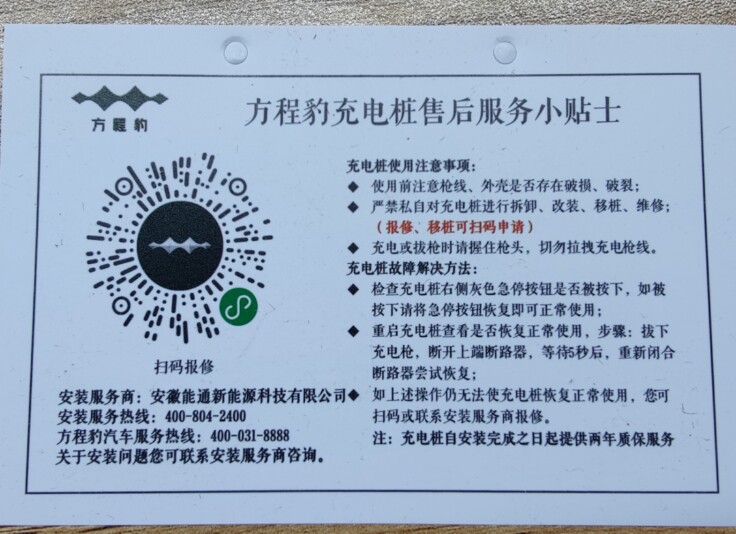 方程豹
方程豹充电桩售后服务小贴士
扫码报修
安装服务商：安徽能通新能源科技有限公司
安装服务热线：400-804-2400
方程豹汽车服务热线：400-031-8888
关于安装问题您可联系安装服务商咨询。
充电桩使用注意事项：
◆ 使用前注意枪线、外壳是否存在破损、破裂；
◆ 严禁私自对充电桩进行拆卸、改装、移桩、维修；
（报修、移桩可扫码申请）
◆ 充电或拔枪时请握住枪头，切勿拉拽充电枪线。
充电桩故障解决方法：
◆ 检查充电桩右侧灰色急停按钮是否被按下，如被
按下请将急停按钮恢复即可正常使用；
◆ 重启充电桩查看是否恢复正常使用，步骤：拔下
充电枪，断开上端断路器，等待5秒后，重新闭合
断路器尝试恢复；
◆ 如上述操作仍无法使充电桩恢复正常使用，您可
扫码或联系安装服务商报修。
注：充电桩自安装完成之日起提供两年质保服务